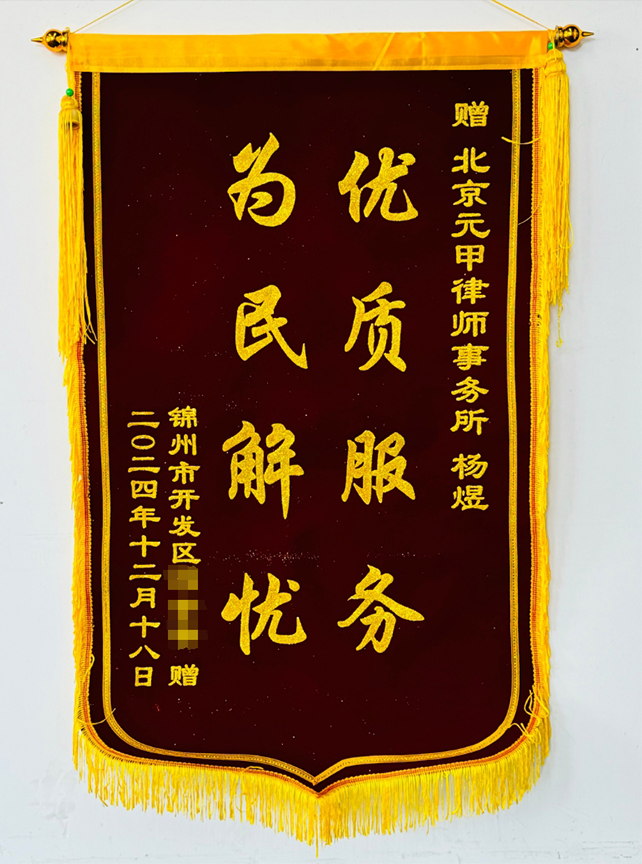 赠 北京元甲律师事务所 杨煜
优质服务
为民解忧
锦州市开发区 赠
二〇二四年十二月十八日